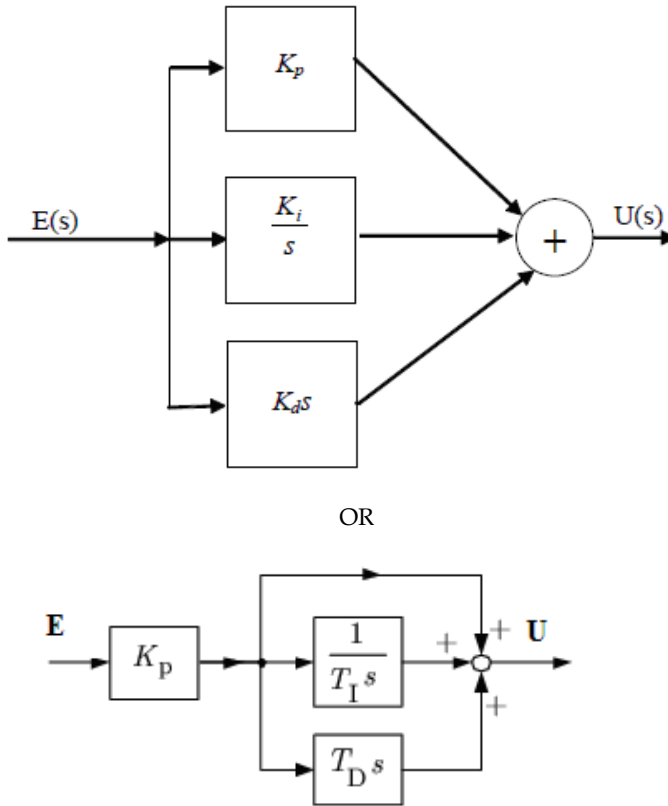 K_p
E(s)
K_i
s
+
U(s)
K_d s
OR
E
K_p
1
T_I s
+
+
U
T_D s
+